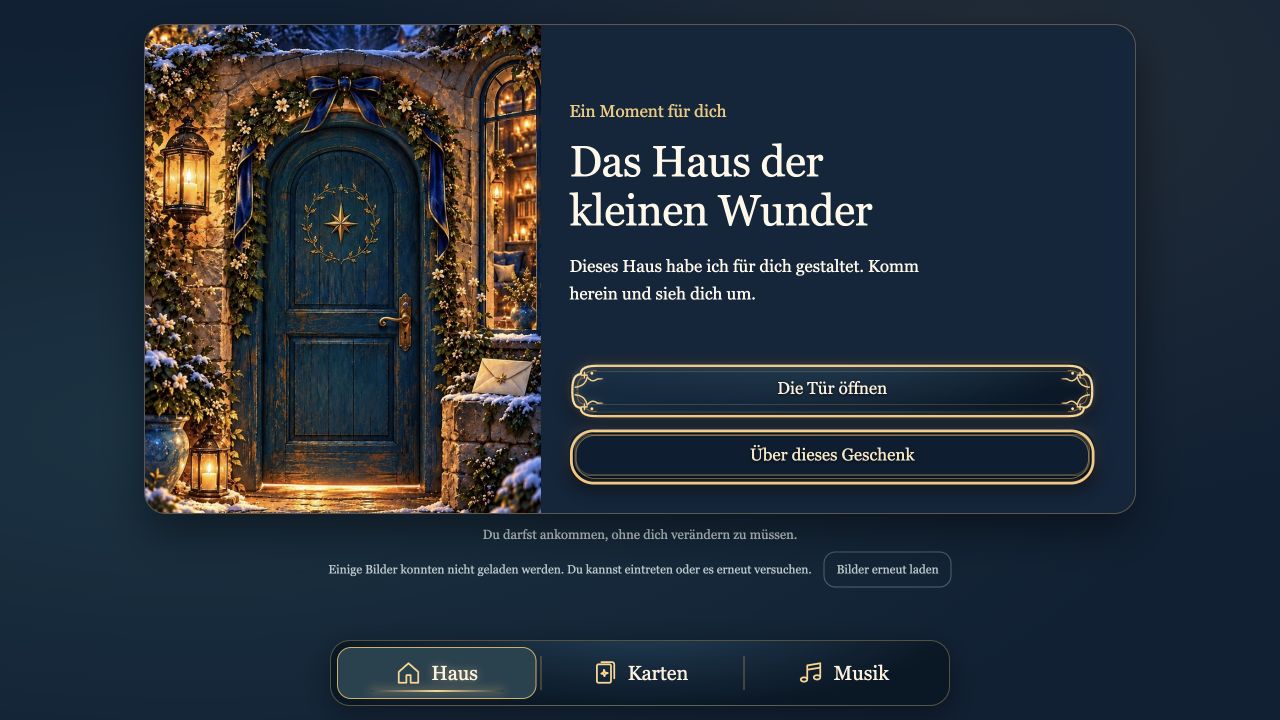 Ein Moment für dich
Das Haus der
kleinen Wunder
Dieses Haus habe ich für dich gestaltet. Komm
herein und sieh dich um.
Die Tür öffnen
Über dieses Geschenk
Du darfst ankommen, ohne dich verändern zu müssen.
Einige Bilder konnten nicht geladen werden. Du kannst eintreten oder es erneut versuchen.
Bilder erneut laden
Haus
Karten
Musik